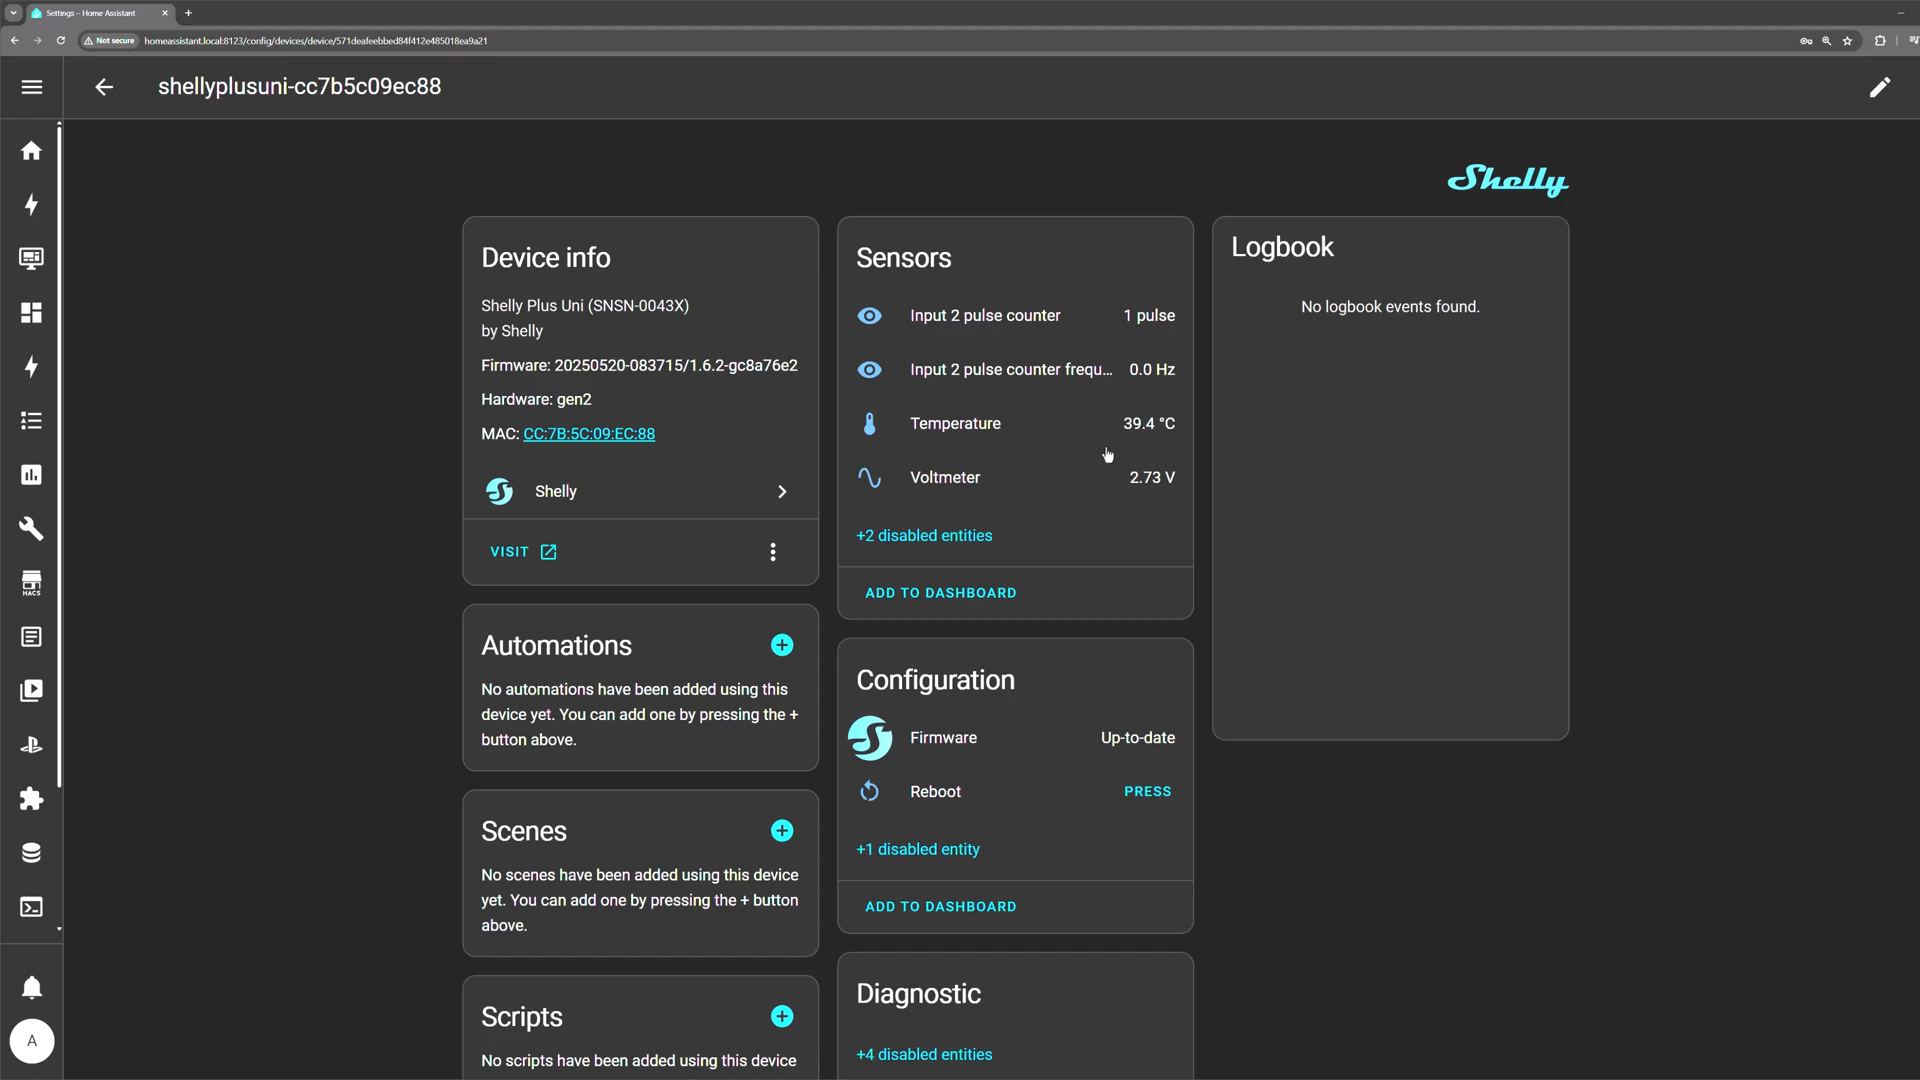 Settings – Home Assistant
Not secure
homeassistant.local:8123/config/devices/device/571deafeebbed84f412e485018ea9a21
shellyplusuni-cc7b5c09ec88
Shelly
Device info
Shelly Plus Uni (SNSN-0043X)
by Shelly
Firmware: 20250520-083715/1.6.2-gc8a76e2
Hardware: gen2
MAC: CC:7B:5C:09:EC:88
Shelly
VISIT
Automations
No automations have been added using this
device yet. You can add one by pressing the +
button above.
Scenes
No scenes have been added using this device
yet. You can add one by pressing the + button
above.
Scripts
No scripts have been added using this device
Sensors
Input 2 pulse counter 1 pulse
Input 2 pulse counter frequ... 0.0 Hz
Temperature 39.4 °C
Voltmeter 2.73 V
+2 disabled entities
ADD TO DASHBOARD
Configuration
Firmware Up-to-date
Reboot PRESS
+1 disabled entity
ADD TO DASHBOARD
Diagnostic
+4 disabled entities
Logbook
No logbook events found.
HACS
A